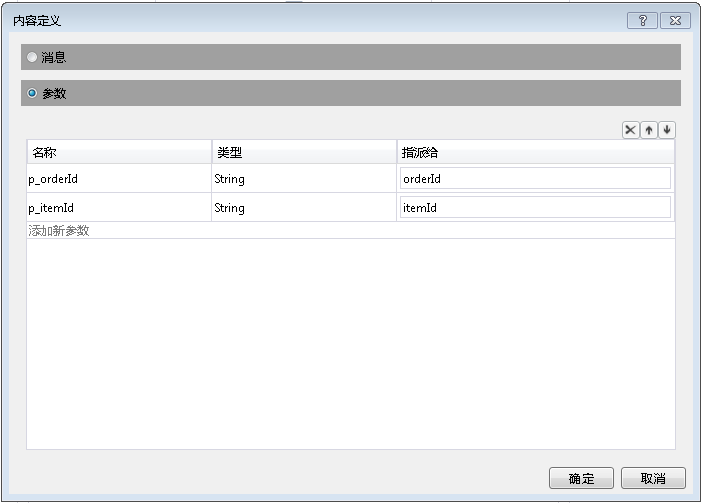 内容定义
消息
参数
名称 类型 指派给
p_orderId String orderId
p_itemId String itemId
添加新参数
确定 取消